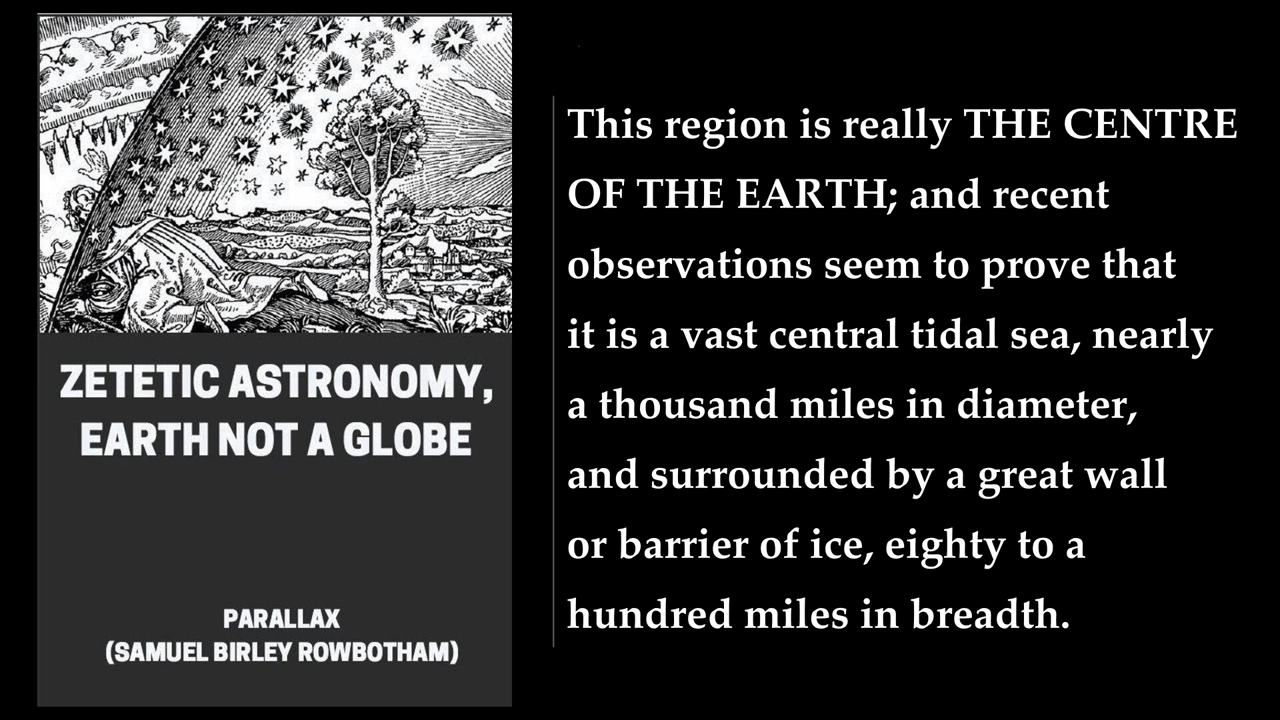 ZETETIC ASTRONOMY,
EARTH NOT A GLOBE
PARALLAX
(SAMUEL BIRLEY ROWBOTHAM)
This region is really THE CENTRE
OF THE EARTH; and recent
observations seem to prove that
it is a vast central tidal sea, nearly
a thousand miles in diameter,
and surrounded by a great wall
or barrier of ice, eighty to a
hundred miles in breadth.